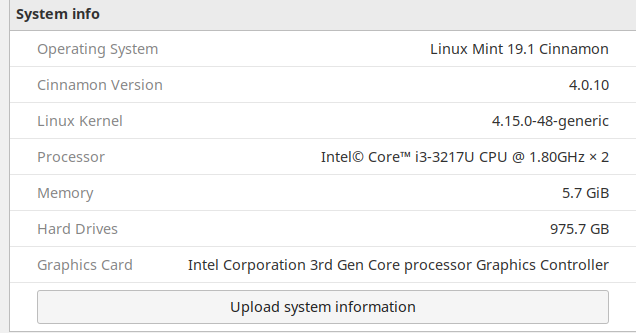 System info
Operating System Linux Mint 19.1 Cinnamon
Cinnamon Version 4.0.10
Linux Kernel 4.15.0-48-generic
Processor Intel© Core™ i3-3217U CPU @ 1.80GHz × 2
Memory 5.7 GiB
Hard Drives 975.7 GB
Graphics Card Intel Corporation 3rd Gen Core processor Graphics Controller
Upload system information